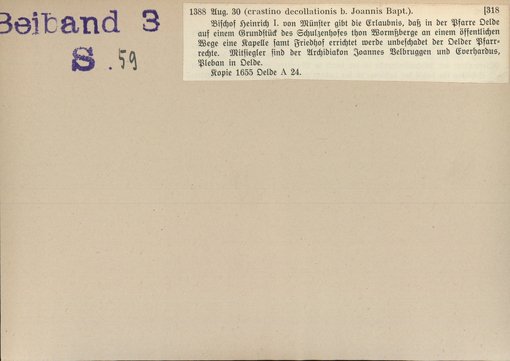 Beiband 3
S. 59
1388 Aug. 30 (crastino decollationis b. Joannis Bapt.). [318
Bischof Heinrich I. von Münster gibt die Erlaubnis, daß in der Pfarre Oelde
auf einem Grundstück des Schulzenhofes thon Wormßberge an einem öffentlichen
Wege eine Kapelle samt Friedhof errichtet werde unbeschadet der Oelder Pfarr-
rechte. Mitsiegler sind der Archidiakon Joannes Velbruggen und Everhardus,
Pleban in Oelde.
Kopie 1655 Oelde A 24.